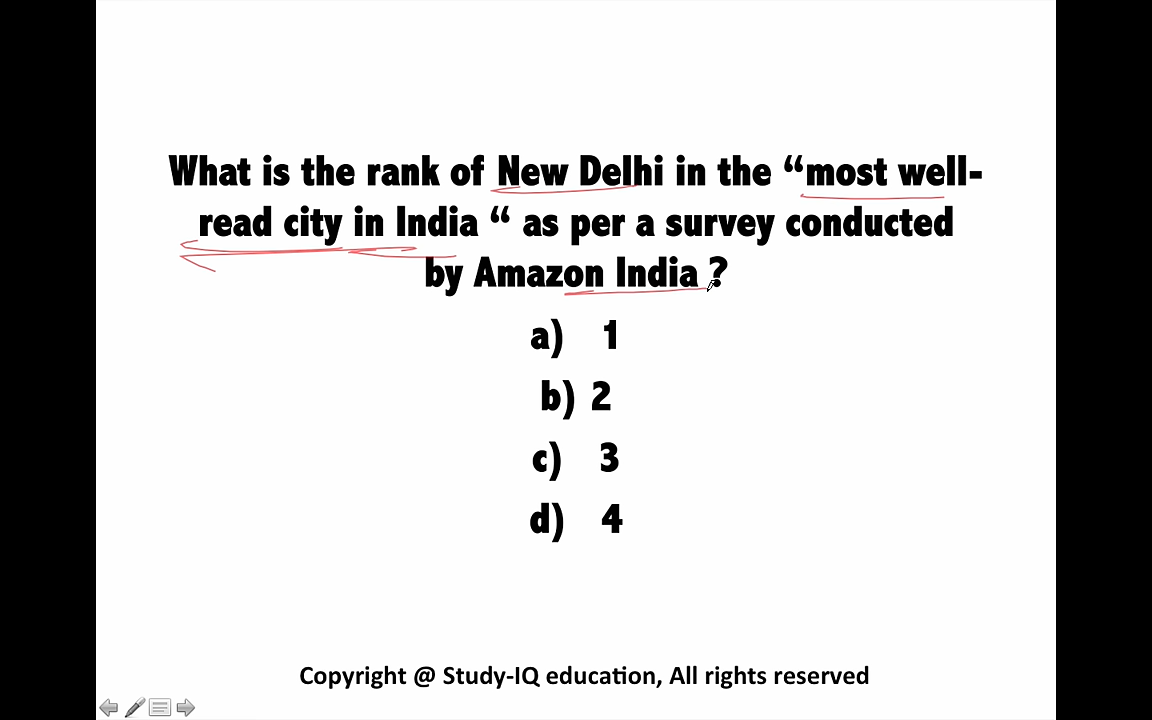 What is the rank of New Delhi in the “most well-
read city in India “ as per a survey conducted
by Amazon India ?
a) 1
b) 2
c) 3
d) 4
Copyright @ Study-IQ education, All rights reserved